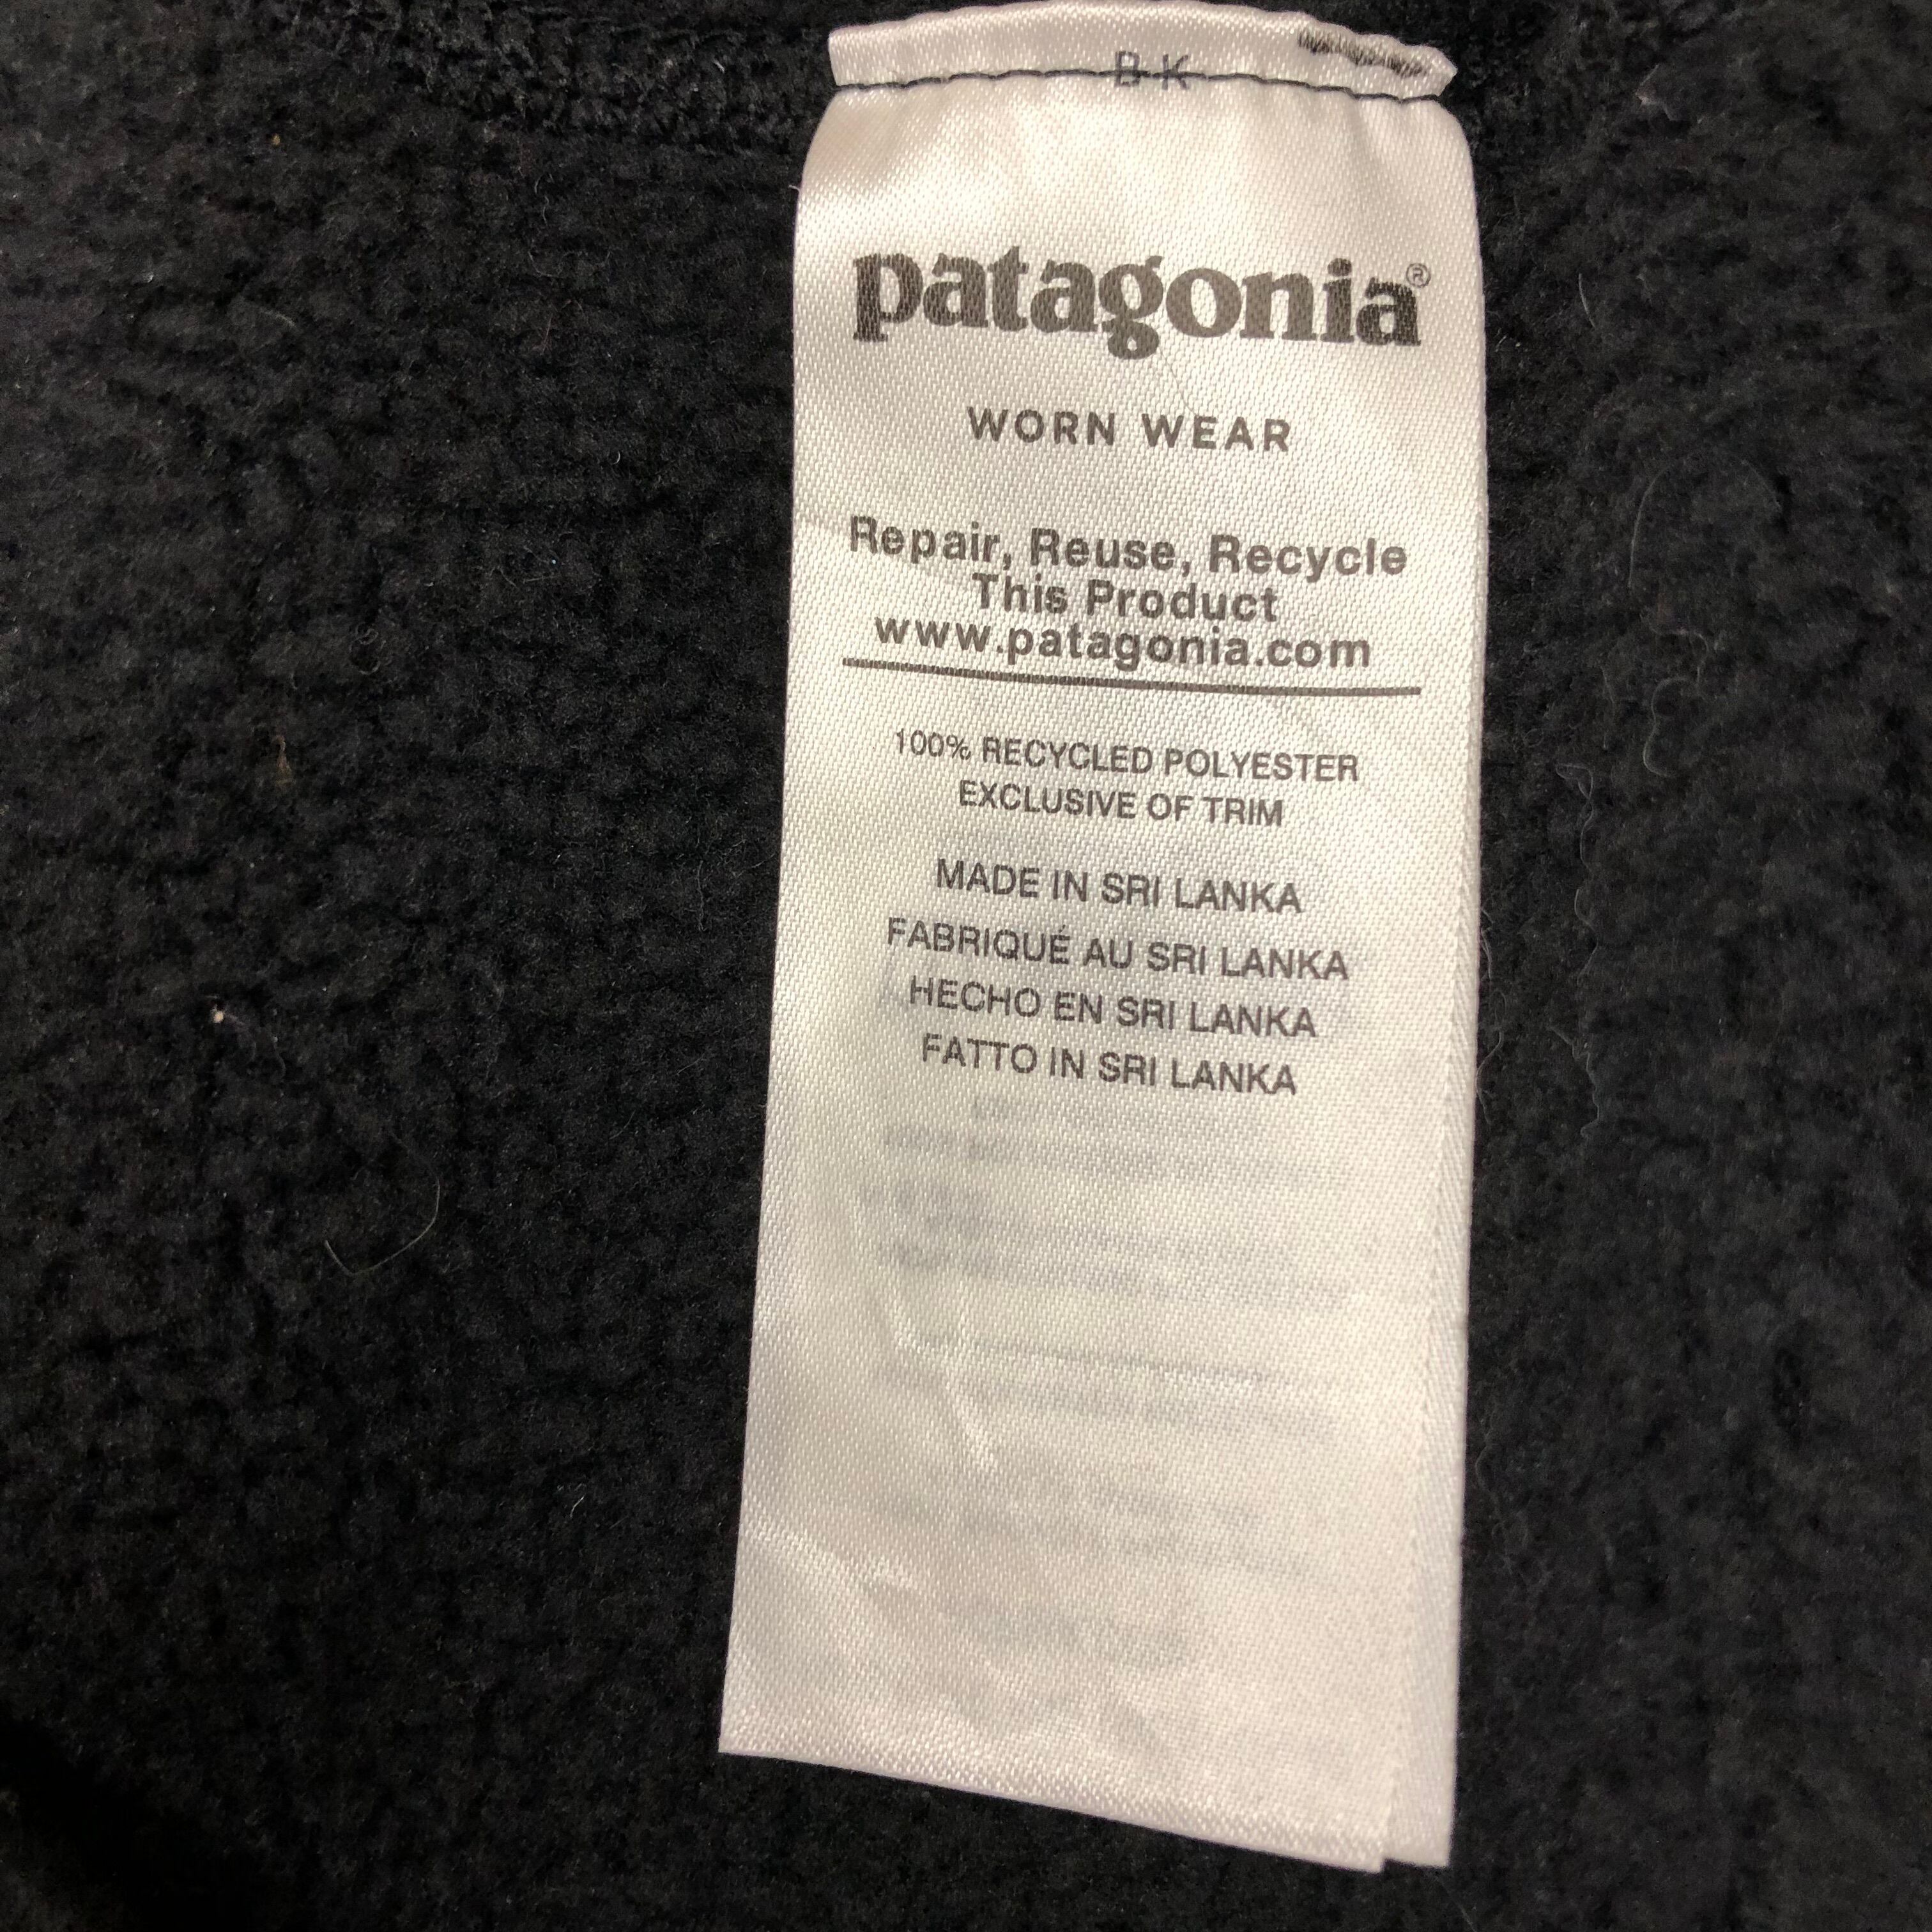 BK
patagonia®
WORN WEAR
Repair, Reuse, Recycle
This Product
www.patagonia.com
100% RECYCLED POLYESTER
EXCLUSIVE OF TRIM
MADE IN SRI LANKA
FABRIQUÉ AU SRI LANKA
HECHO EN SRI LANKA
FATTO IN SRI LANKA